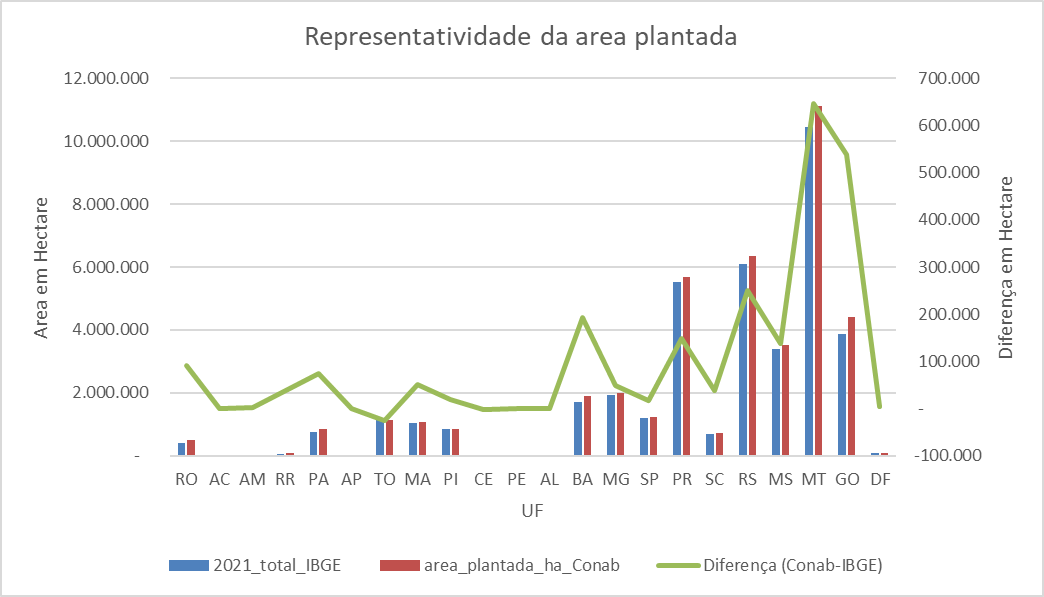 Representatividade da area plantada
12.000.000
10.000.000
8.000.000
6.000.000
4.000.000
2.000.000
-
Area em Hectare
700.000
600.000
500.000
400.000
300.000
200.000
100.000
-
-100.000
Diferença em Hectare
RO AC AM RR PA AP TO MA PI CE PE AL BA MG SP PR SC RS MS MT GO DF
UF
2021_total_IBGE area_plantada_ha_Conab Diferença (Conab-IBGE)